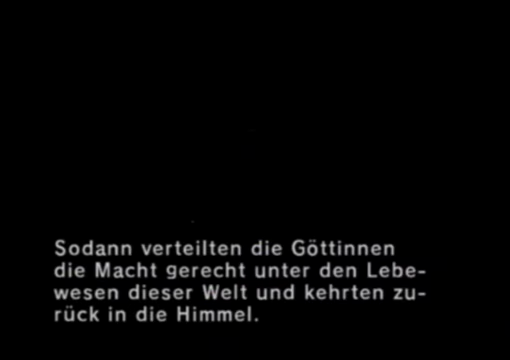 Sodann verteilten die Göttinnen
die Macht gerecht unter den Lebe-
wesen dieser Welt und kehrten zu-
rück in die Himmel.